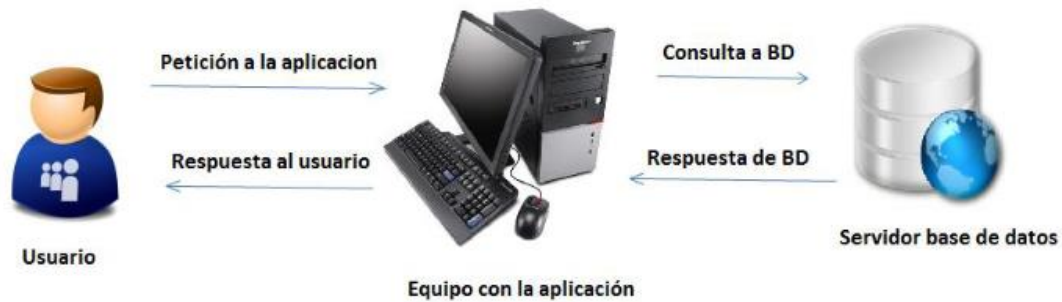 Petición a la aplicacion
Consulta a BD
Respuesta al usuario
Respuesta de BD
Usuario
Servidor base de datos
Equipo con la aplicación